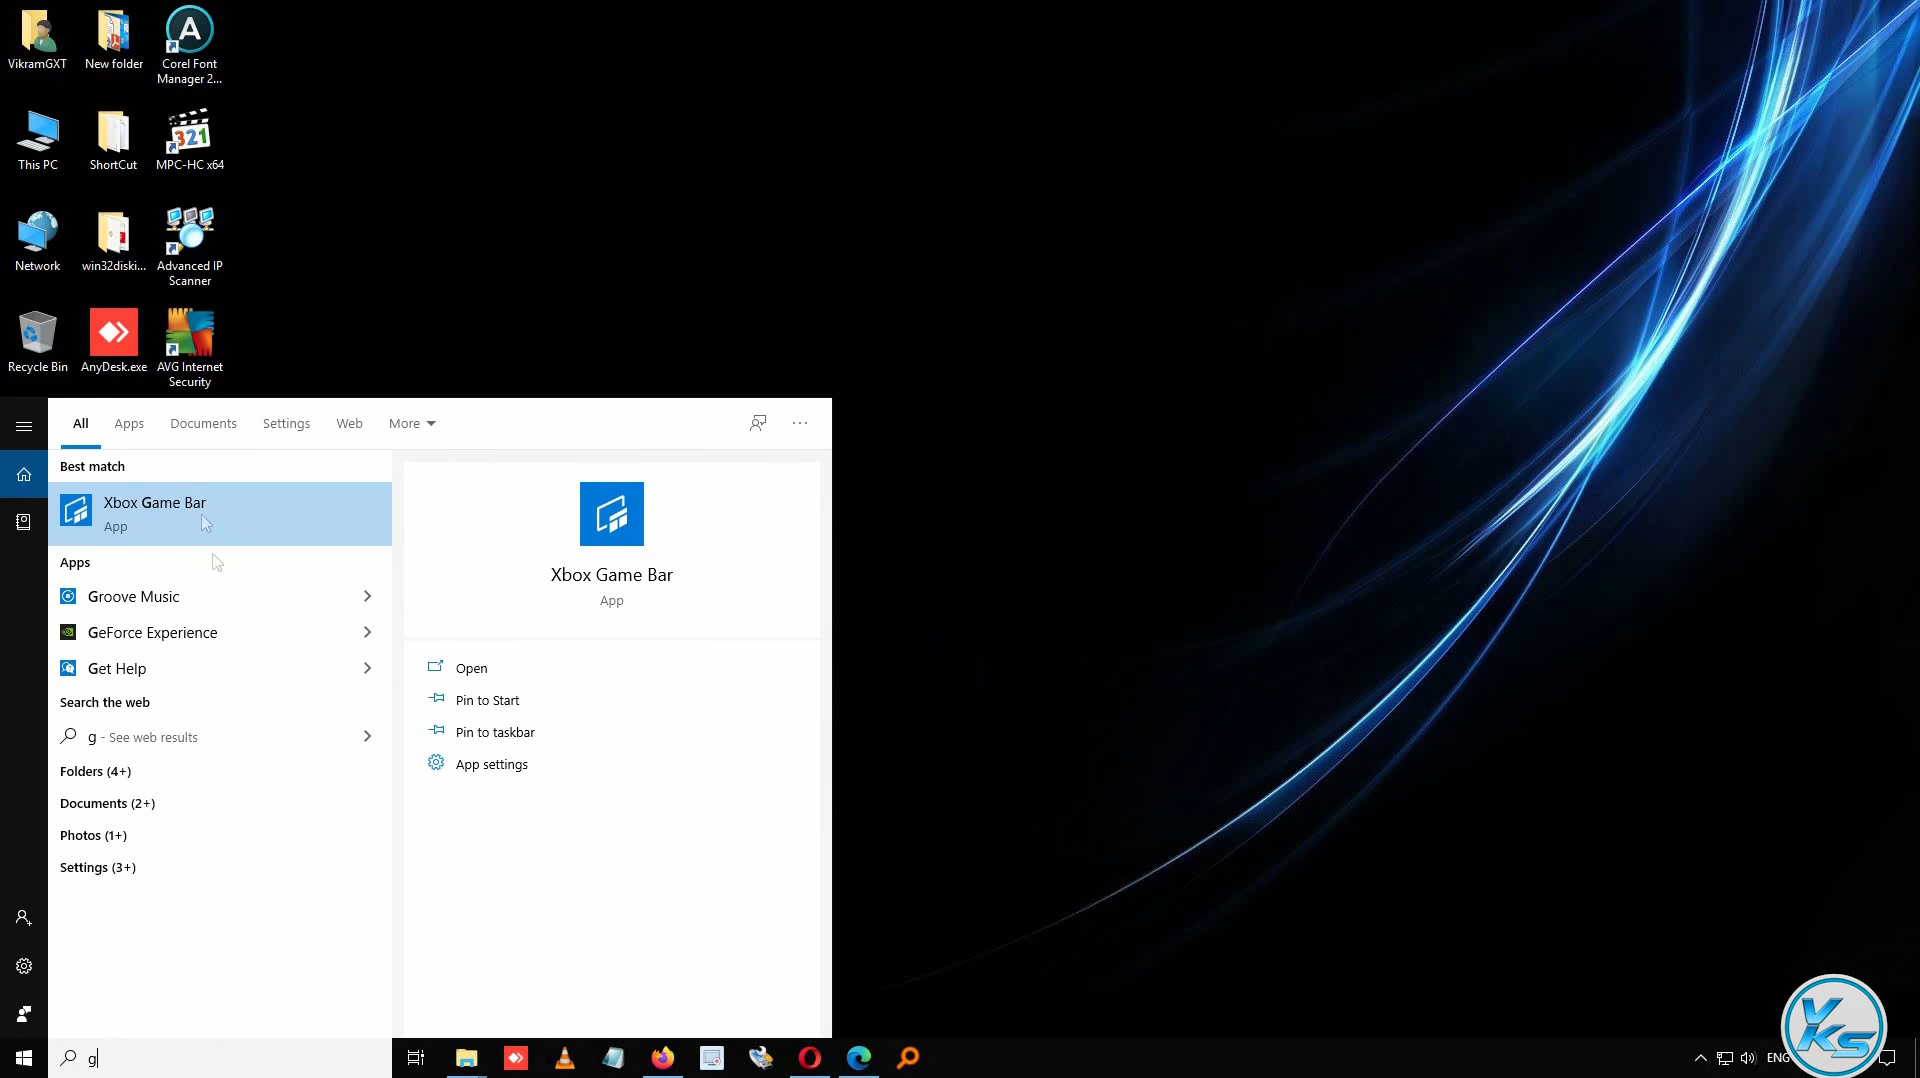 VikramGXT
New folder
Corel Font
Manager 2...
This PC
ShortCut
321
MPC-HC x64
Network
win32diski...
Advanced IP
Scanner
Recycle Bin
AnyDesk.exe
AVG Internet
Security
All
Apps
Documents
Settings
Web
More
Best match
Xbox Game Bar
App
Apps
Groove Music
GeForce Experience
Get Help
Search the web
g - See web results
Folders (4+)
Documents (2+)
Photos (1+)
Settings (3+)
Xbox Game Bar
App
Open
Pin to Start
Pin to taskbar
App settings
g
ENG
VKS